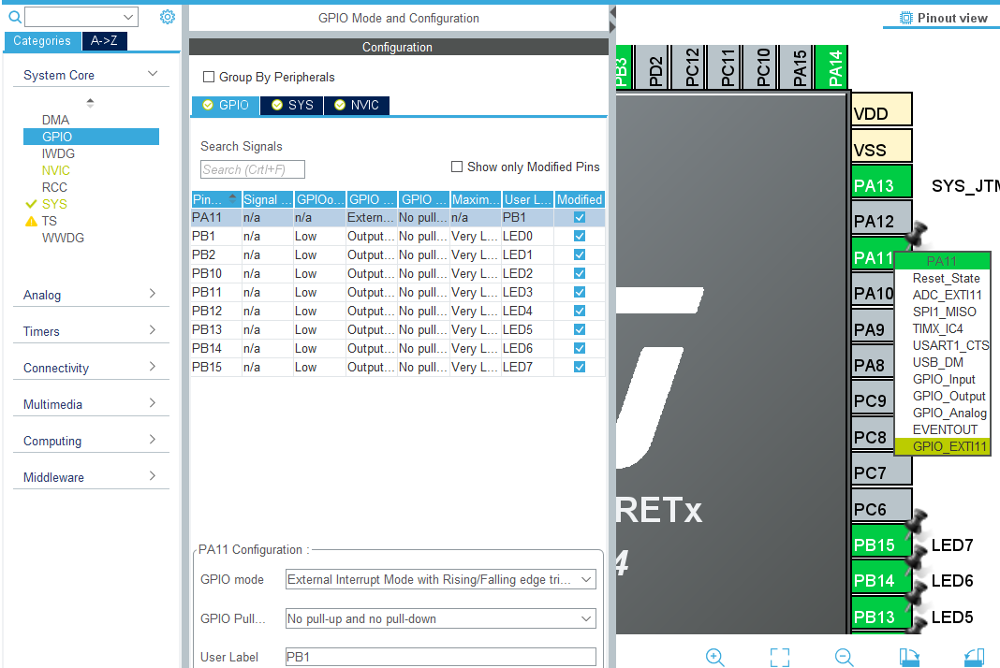 GPIO Mode and Configuration
Pinout view
Categories A->Z
Configuration
System Core
Group By Peripherals
GPIO SYS NVIC
DMA
GPIO
IWDG
NVIC
RCC
SYS
TS
WWDG
Analog
Timers
Connectivity
Multimedia
Computing
Middleware
Search Signals
Search (Crtl+F)
Show only Modified Pins
Pin... Signal ... GPIOo... GPIO ... GPIO ... Maxim... User L... Modified
PA11 n/a n/a Extern... No pull... n/a PB1
PB1 n/a Low Output... No pull... Very L... LED0
PB2 n/a Low Output... No pull... Very L... LED1
PB10 n/a Low Output... No pull... Very L... LED2
PB11 n/a Low Output... No pull... Very L... LED3
PB12 n/a Low Output... No pull... Very L... LED4
PB13 n/a Low Output... No pull... Very L... LED5
PB14 n/a Low Output... No pull... Very L... LED6
PB15 n/a Low Output... No pull... Very L... LED7
PA11 Configuration :
GPIO mode External Interrupt Mode with Rising/Falling edge tri...
GPIO Pull... No pull-up and no pull-down
User Label PB1
PB3
PD2
PC12
PC11
PC10
PA15
PA14
VDD
VSS
PA13 SYS_JTM
PA12
PA11
PA10
PA9
PA8
PC9
PC8
PC7
PC6
PB15 LED7
PB14 LED6
PB13 LED5
PA11
Reset_State
ADC_EXTI11
SPI1_MISO
TIMX_IC4
USART1_CTS
USB_DM
GPIO_Input
GPIO_Output
GPIO_Analog
EVENTOUT
GPIO_EXTI11
RETx
4